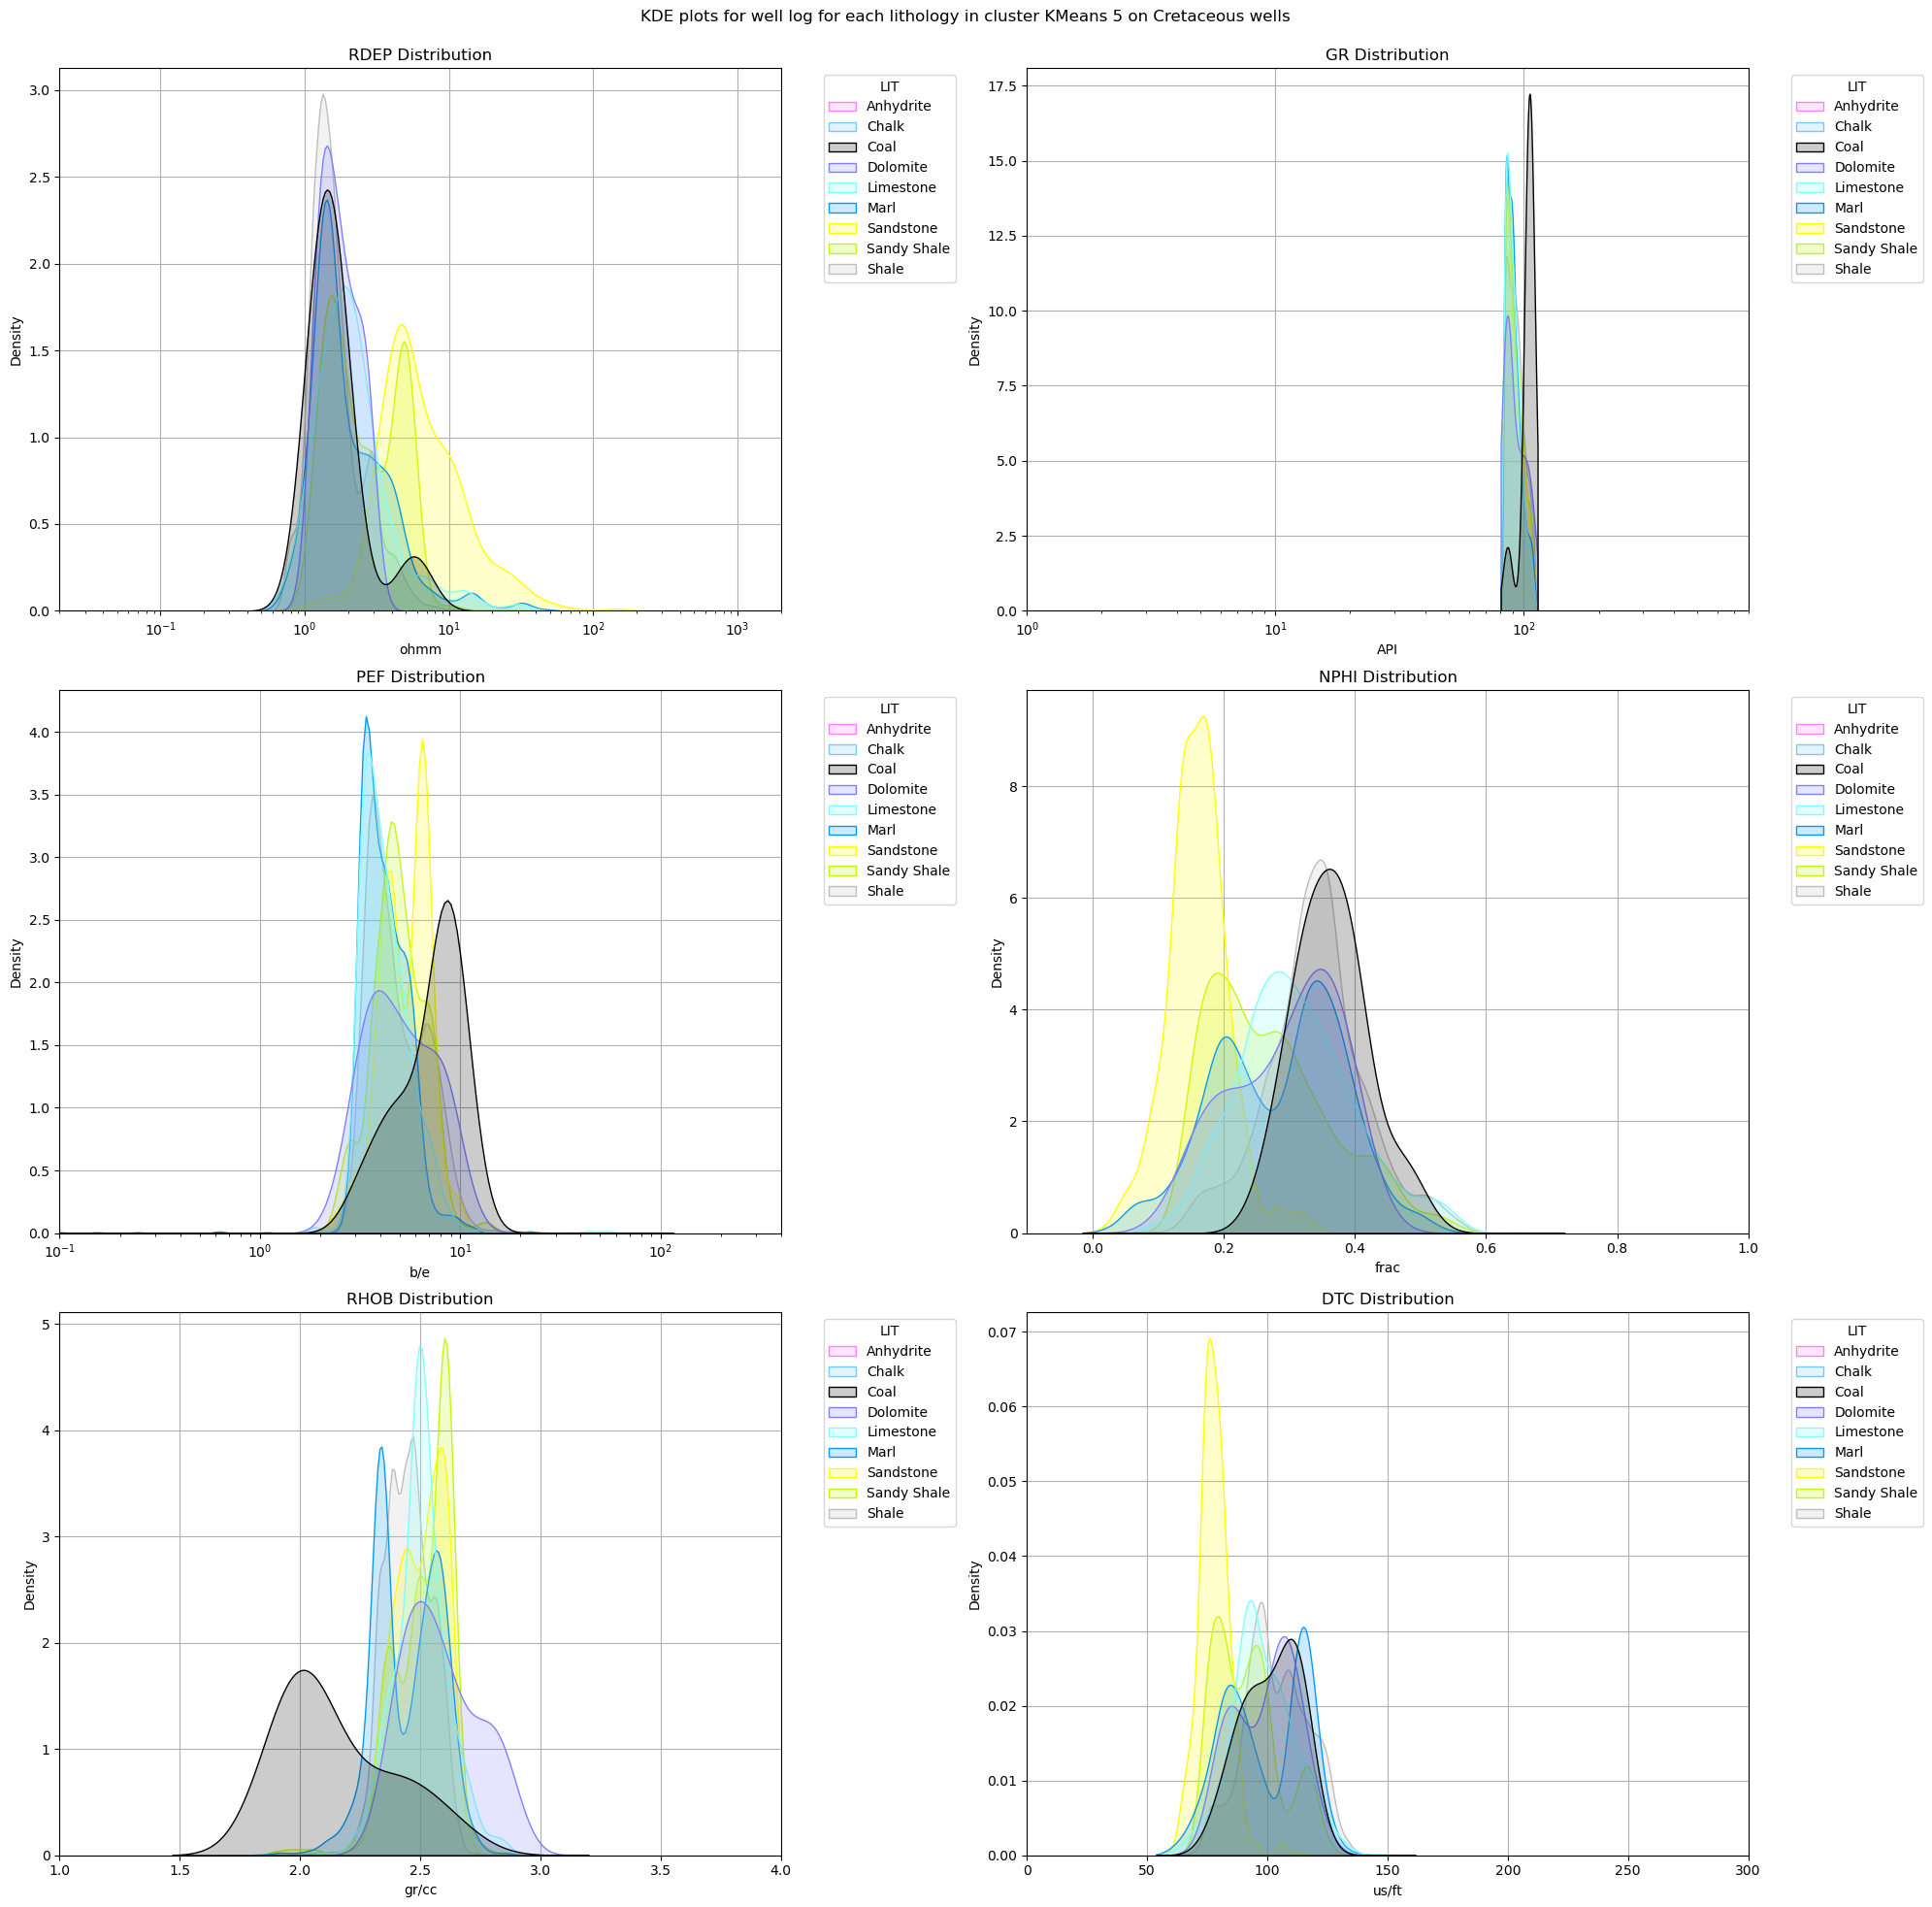 KDE plots for well log for each lithology in cluster KMeans 5 on Cretaceous wells
RDEP Distribution
Density
3.0
2.5
2.0
1.5
1.0
0.5
0.0
10⁻¹
10⁰
10¹
10²
10³
ohmm
LIT
Anhydrite
Chalk
Coal
Dolomite
Limestone
Marl
Sandstone
Sandy Shale
Shale
GR Distribution
Density
17.5
15.0
12.5
10.0
7.5
5.0
2.5
0.0
10⁰
10¹
10²
API
LIT
Anhydrite
Chalk
Coal
Dolomite
Limestone
Marl
Sandstone
Sandy Shale
Shale
PEF Distribution
Density
4.0
3.5
3.0
2.5
2.0
1.5
1.0
0.5
0.0
10⁻¹
10⁰
10¹
10²
b/e
LIT
Anhydrite
Chalk
Coal
Dolomite
Limestone
Marl
Sandstone
Sandy Shale
Shale
NPHI Distribution
Density
8
6
4
2
0
0.0
0.2
0.4
0.6
0.8
1.0
frac
LIT
Anhydrite
Chalk
Coal
Dolomite
Limestone
Marl
Sandstone
Sandy Shale
Shale
RHOB Distribution
Density
5
4
3
2
1
0
1.0
1.5
2.0
2.5
3.0
3.5
4.0
gr/cc
LIT
Anhydrite
Chalk
Coal
Dolomite
Limestone
Marl
Sandstone
Sandy Shale
Shale
DTC Distribution
Density
0.07
0.06
0.05
0.04
0.03
0.02
0.01
0.00
0
50
100
150
200
250
300
us/ft
LIT
Anhydrite
Chalk
Coal
Dolomite
Limestone
Marl
Sandstone
Sandy Shale
Shale